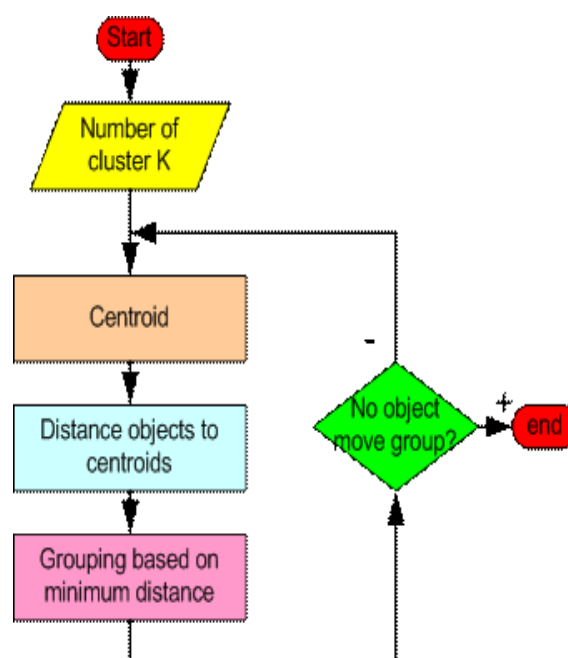 Start
Number of
cluster K
Centroid
Distance objects to
centroids
Grouping based on
minimum distance
-
No object
move group?
+
end